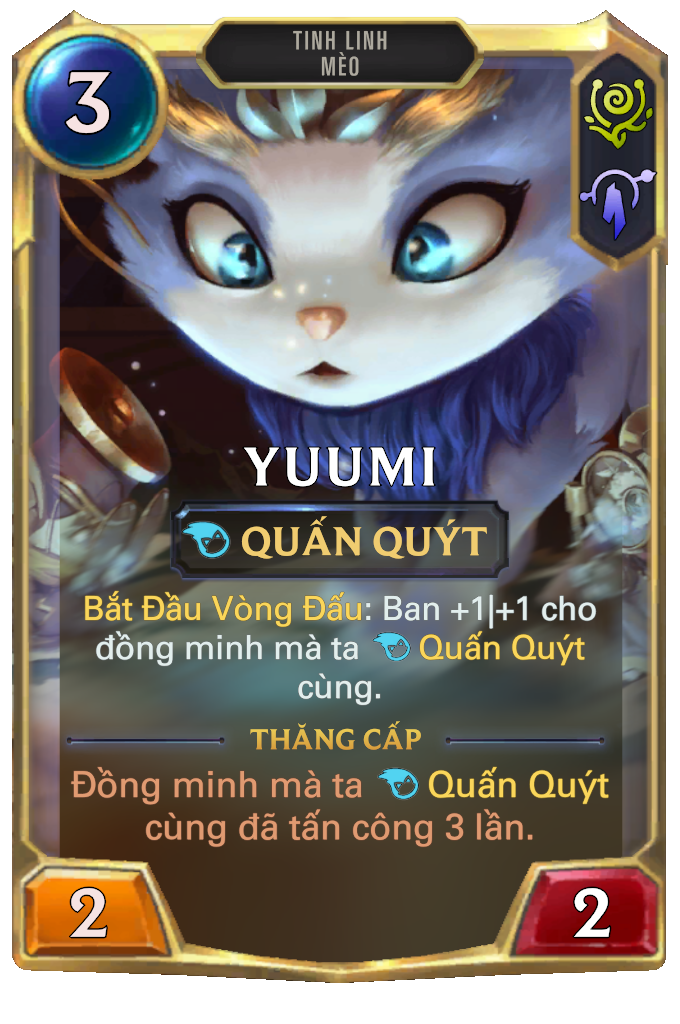 3
TINH LINH
MÈO
YUUMI
QUẤN QUÝT
Bắt Đầu Vòng Đấu: Ban +1|+1 cho
đồng minh mà ta Quấn Quýt
cùng.
THĂNG CẤP
Đồng minh mà ta Quấn Quýt
cùng đã tấn công 3 lần.
2
2